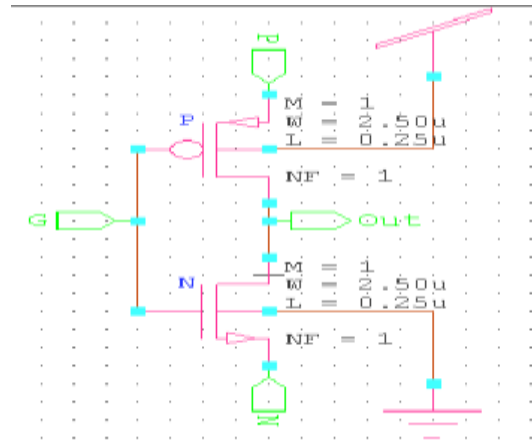 P
M = 1
P
W = 2.50u
L = 0.25u
NF = 1
G
Out
M = 1
N
W = 2.50u
L = 0.25u
NF = 1
N